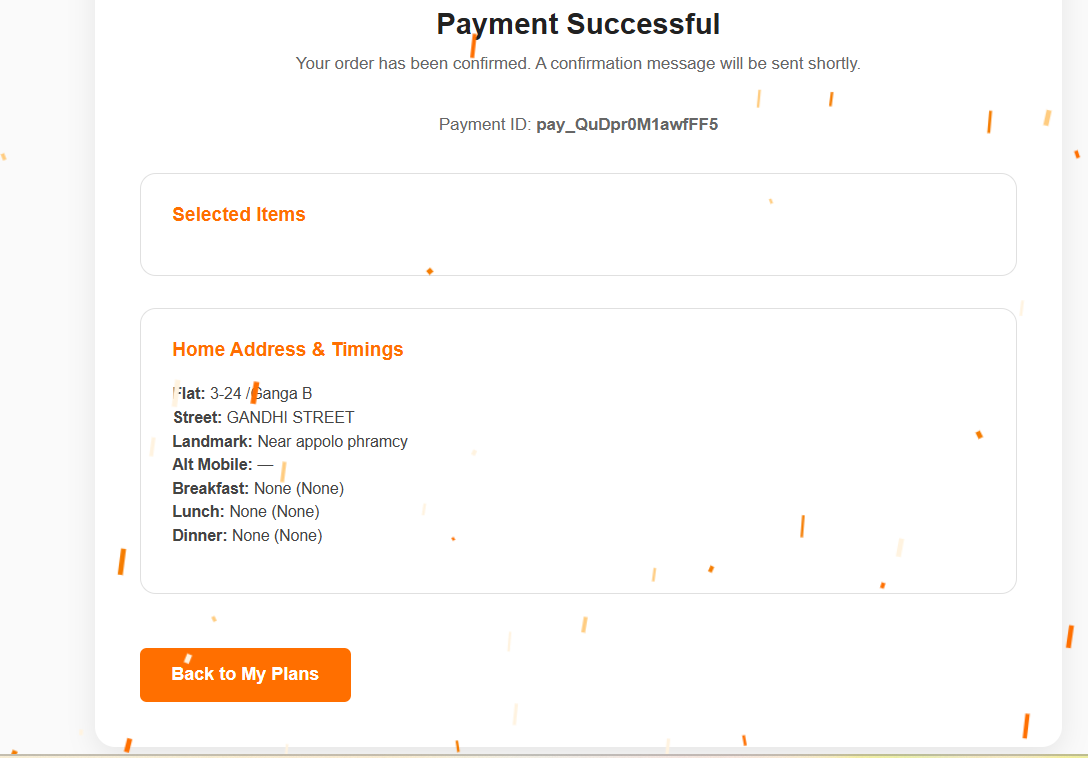 Payment Successful
Your order has been confirmed. A confirmation message will be sent shortly.
Payment ID: pay_QuDpr0M1awfFF5
Selected Items
Home Address & Timings
Flat: 3-24 /Ganga B
Street: GANDHI STREET
Landmark: Near appolo phramcy
Alt Mobile: —
Breakfast: None (None)
Lunch: None (None)
Dinner: None (None)
Back to My Plans